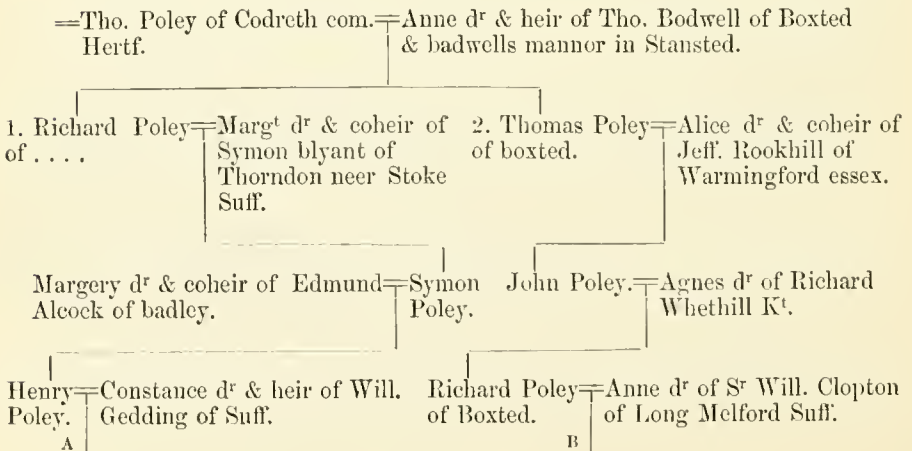 Tho. Poley of Codreth com. Hertf.
Anne dʳ & heir of Tho. Bodwell of Boxted
& badwells mannor in Stansted.
1. Richard Poley
of . . . .
Margᵗ dʳ & coheir of
Symon blyant of
Thorndon neer Stoke
Suff.
2. Thomas Poley
of boxted.
Alice dʳ & coheir of
Jeff. Rookhill of
Warmingford essex.
Margery dʳ & coheir of Edmund
Alcock of badley.
Symon
Poley.
John Poley.
Agnes dʳ of Richard
Whethill Kᵗ.
Henry
Poley.
Constance dʳ & heir of Will.
Gedding of Suff.
Richard Poley
of Boxted.
Anne dʳ of Sʳ Will. Clopton
of Long Melford Suff.
A
B